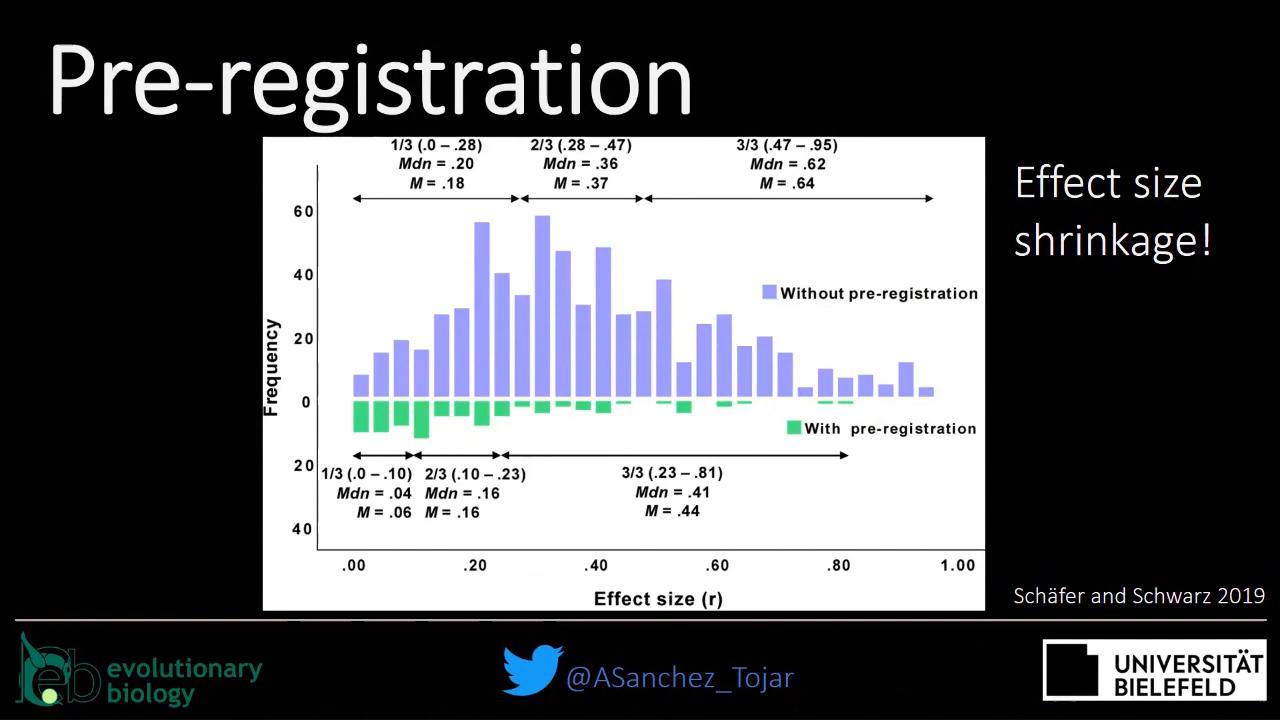 Pre-registration
1/3 (.0 – .28)
Mdn = .20
M = .18
2/3 (.28 – .47)
Mdn = .36
M = .37
3/3 (.47 – .95)
Mdn = .62
M = .64
Effect size
shrinkage!
60
40
20
0
20
40
Frequency
Without pre-registration
With pre-registration
1/3 (.0 – .10)
Mdn = .04
M = .06
2/3 (.10 – .23)
Mdn = .16
M = .16
3/3 (.23 – .81)
Mdn = .41
M = .44
.00 .20 .40 .60 .80 1.00
Effect size (r)
Schäfer and Schwarz 2019
eb
evolutionary
biology
@ASanchez_Tojar
UNIVERSITÄT
BIELEFELD